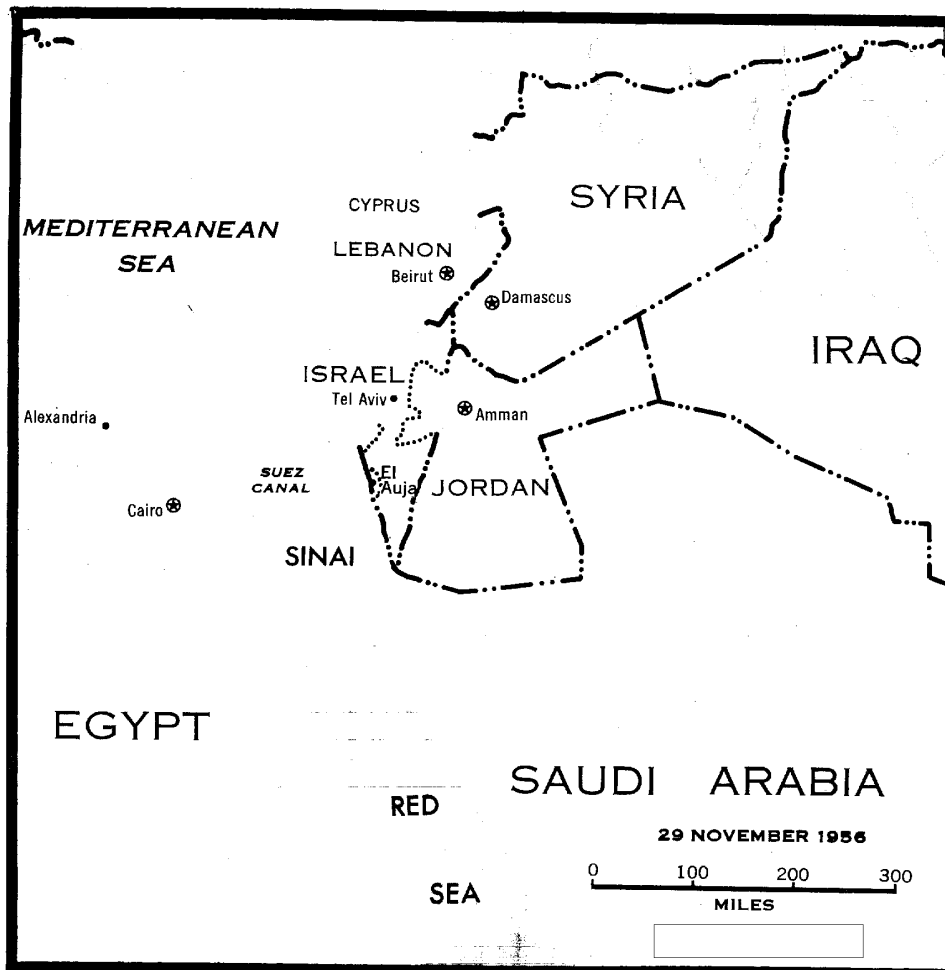 CYPRUS
SYRIA
MEDITERRANEAN
SEA
LEBANON
Beirut
Damascus
IRAQ
ISRAEL
Tel Aviv
Alexandria
Amman
SUEZ
CANAL
El
Auja
JORDAN
Cairo
SINAI
EGYPT
SAUDI ARABIA
RED
SEA
29 NOVEMBER 1956
0 100 200 300
MILES